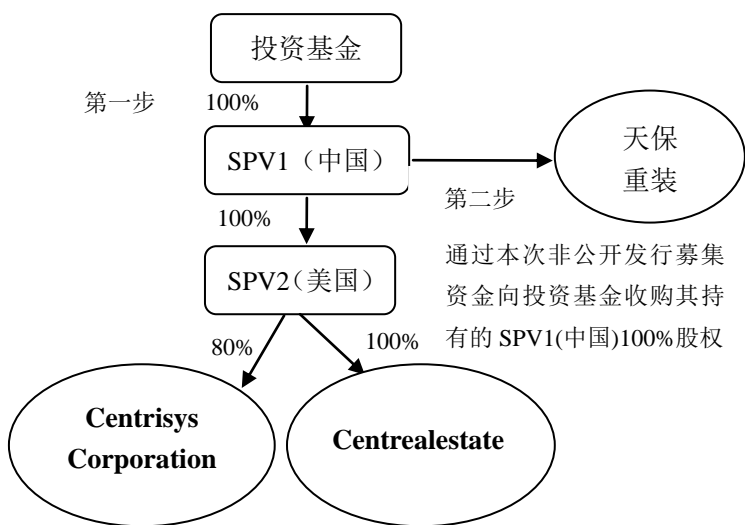 投资基金
第一步
100%
SPV1（中国）
天保
重装
100%
第二步
SPV2（美国）
通过本次非公开发行募集
资金向投资基金收购其持
有的 SPV1(中国)100%股权
80%
100%
Centrisys
Corporation
Centrealestate